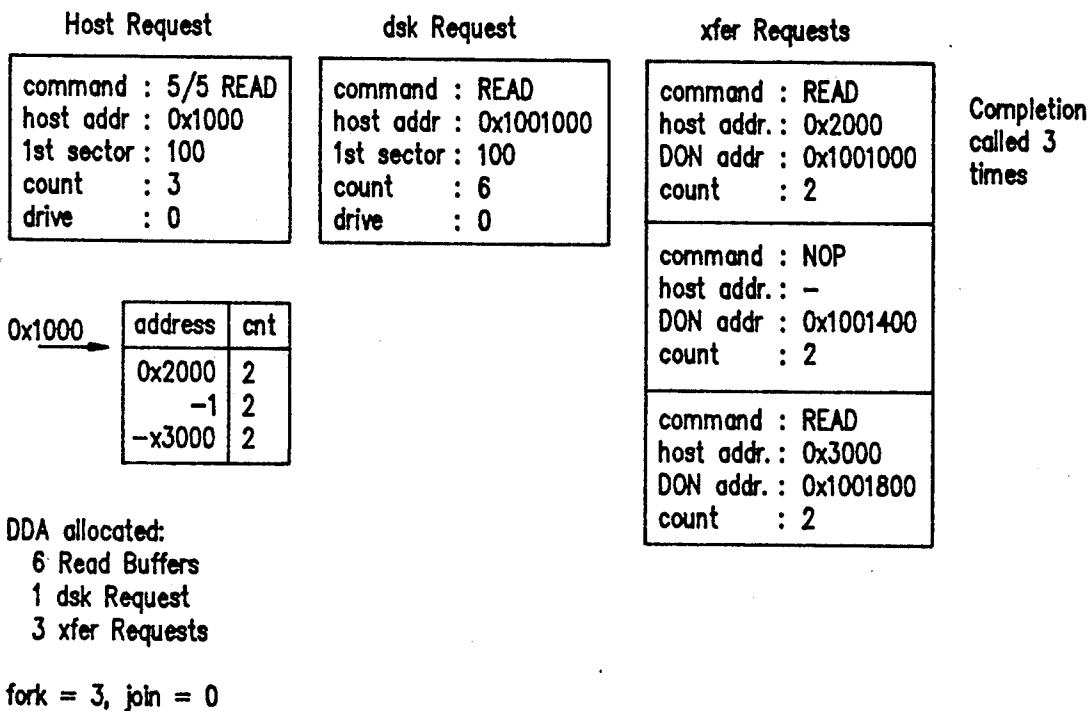 Host Request
command : 5/5 READ
host addr : 0x1000
1st sector : 100
count : 3
drive : 0
dsk Request
command : READ
host addr : 0x1001000
1st sector : 100
count : 6
drive : 0
xfer Requests
command : READ
host addr. : 0x2000
DON addr : 0x1001000
count : 2
command : NOP
host addr. : –
DON addr : 0x1001400
count : 2
command : READ
host addr. : 0x3000
DON addr. : 0x1001800
count : 2
Completion
called 3
times
0x1000
address cnt
0x2000 2
–1 2
–x3000 2
DDA allocated:
6 Read Buffers
1 dsk Request
3 xfer Requests
fork = 3, join = 0